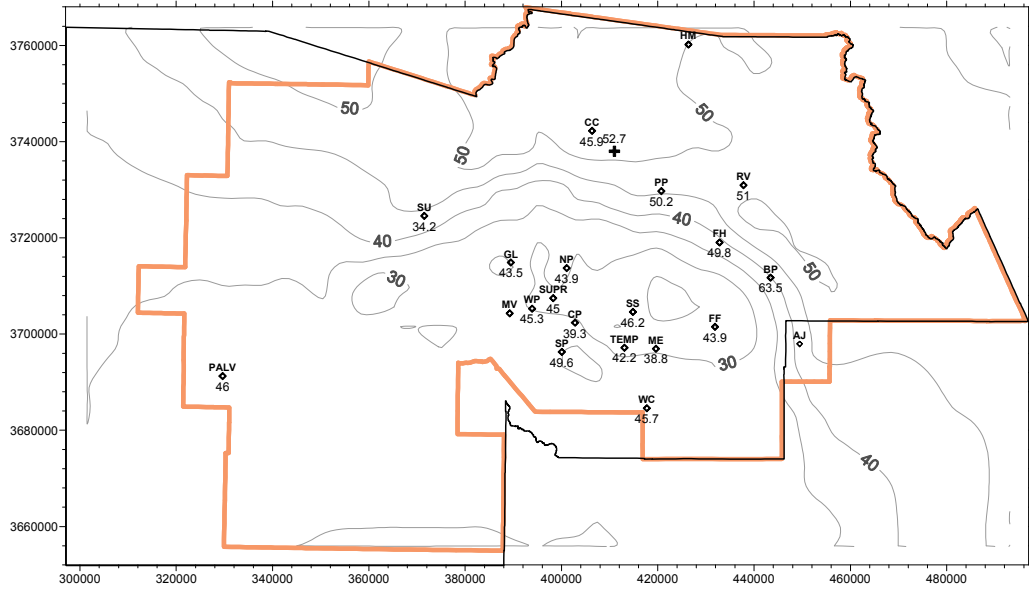 3760000
HM
50
50
CC
45.9
52.7
3740000
50
RV
51
PP
50.2
SU
34.2
40
3720000
40
FH
49.8
GL
43.5
NP
43.9
50
BP
63.5
30
SUPR
45
MV
WP
45.3
CP
39.3
SS
46.2
FF
43.9
3700000
AJ
SP
49.6
TEMP
42.2
ME
38.8
30
PALV
46
WC
45.7
3680000
40
3660000
300000 320000 340000 360000 380000 400000 420000 440000 460000 480000